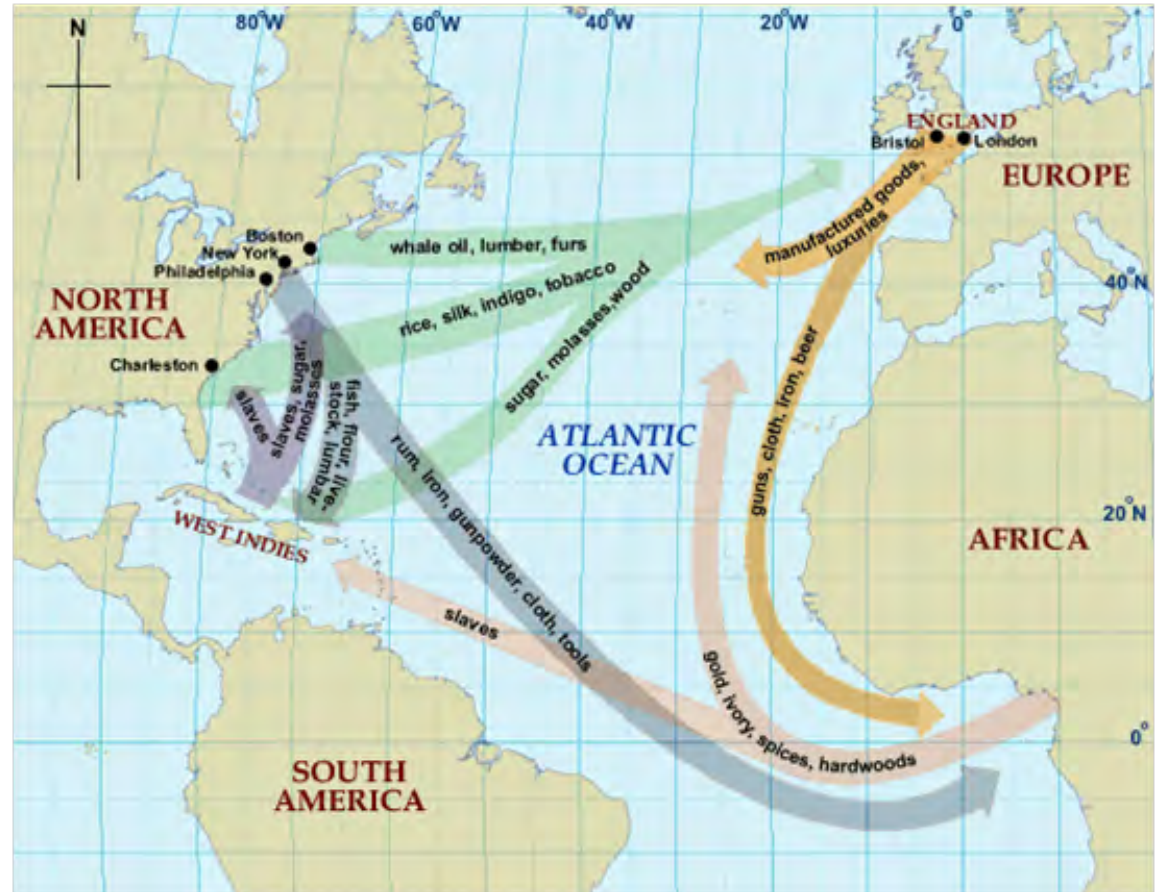 N
80°W
60°W
40°W
20°W
0°
ENGLAND
Bristol
London
EUROPE
manufactured goods,
luxuries
Boston
New York
Philadelphia
whale oil, lumber, furs
40°N
NORTH
AMERICA
rice, silk, indigo, tobacco
Charleston
sugar, molasses,wood
slaves
slaves, sugar,
molasses
fish, flour, live-
stock, lumbar
guns, cloth, iron, beer
ATLANTIC
OCEAN
rum, iron, gunpowder, cloth, tools
WEST INDIES
20°N
AFRICA
slaves
gold, ivory, spices, hardwoods
0°
SOUTH
AMERICA